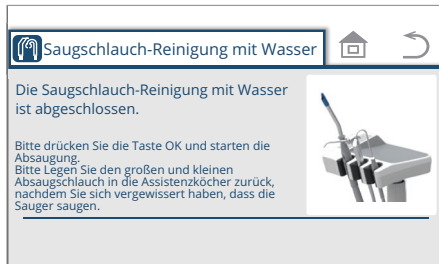 Saugschlauch-Reinigung mit Wasser
Die Saugschlauch-Reinigung mit Wasser
ist abgeschlossen.
Bitte drücken Sie die Taste OK und starten die
Absaugung.
Bitte Legen Sie den großen und kleinen
Absaugschlauch in die Assistenzköcher zurück,
nachdem Sie sich vergewissert haben, dass die
Sauger saugen.